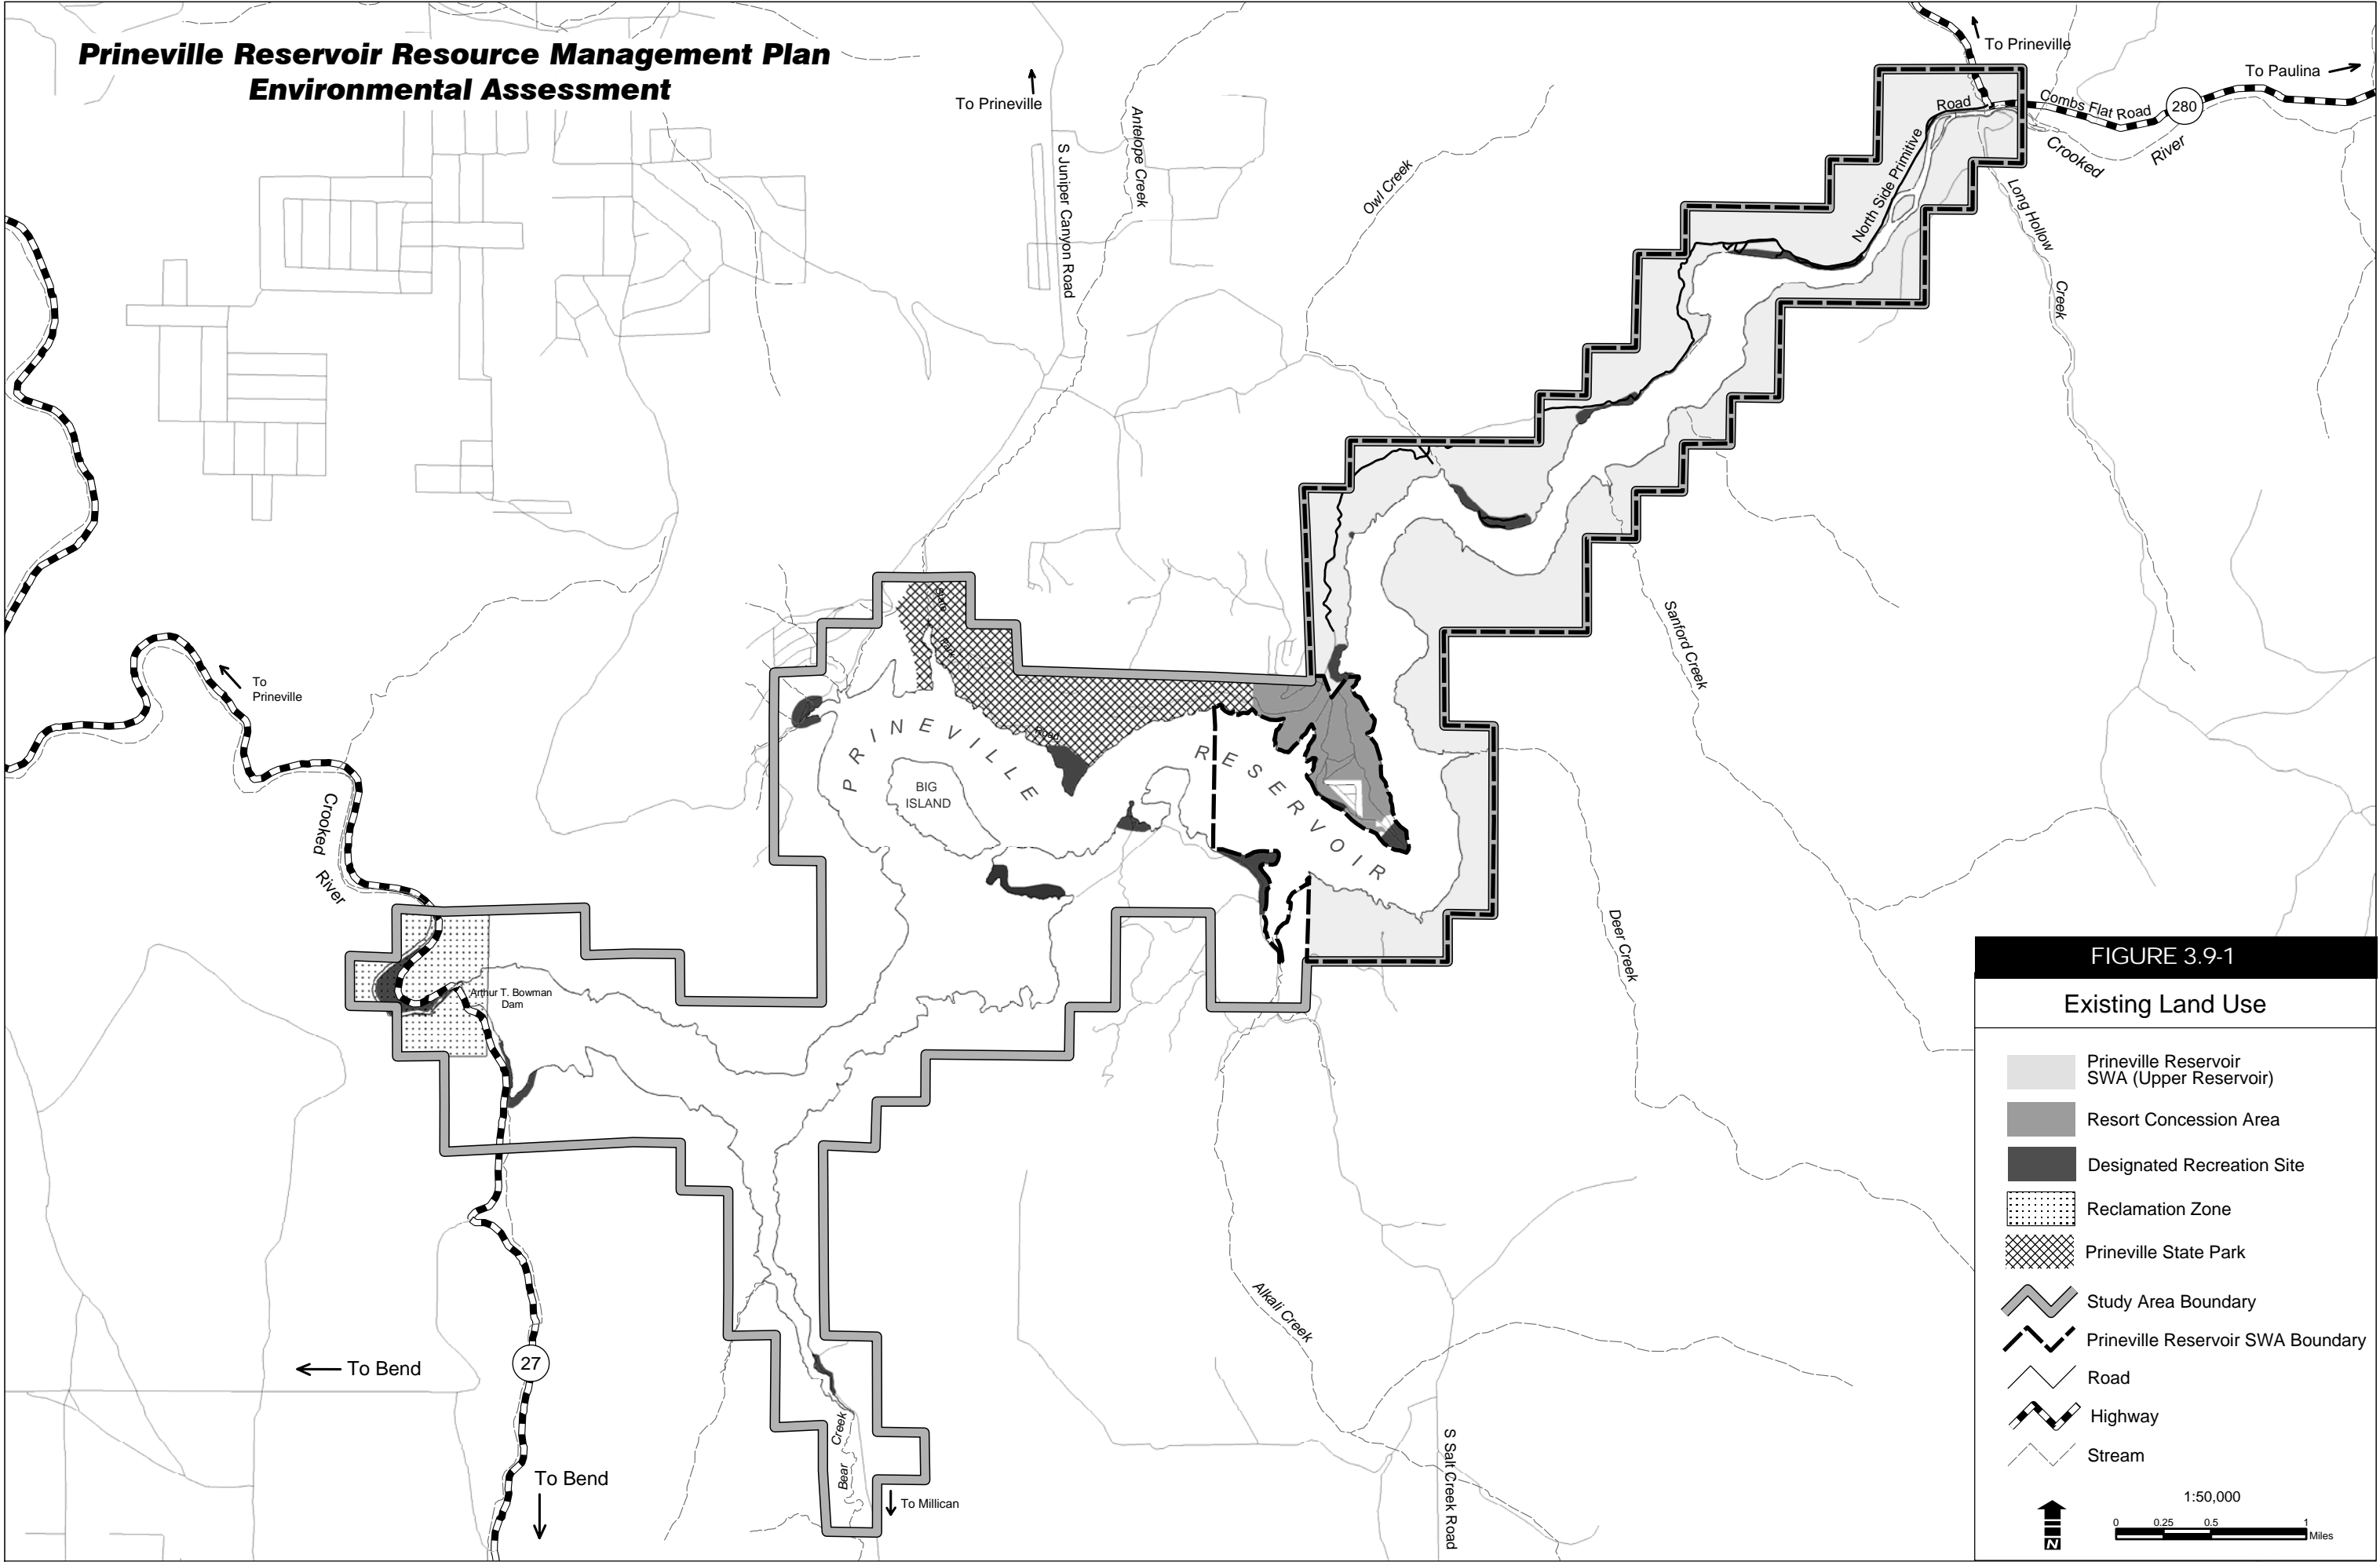 Prineville Reservoir Resource Management Plan
Environmental Assessment
To Prineville
To Paulina
To Prineville
Road
Combs Flat Road
280
Crooked
River
North Side Primitive
Long Hollow
Creek
S Juniper Canyon Road
Antelope Creek
Owl Creek
State
Park
Road
To
Prineville
PRINEVILLE
RESERVOIR
BIG
ISLAND
Sanford Creek
Crooked
River
Deer Creek
Arthur T. Bowman
Dam
Alkali Creek
To Bend
27
To Bend
Bear Creek
To Millican
S Salt Creek Road
FIGURE 3.9-1
Existing Land Use
Prineville Reservoir
SWA (Upper Reservoir)
Resort Concession Area
Designated Recreation Site
Reclamation Zone
Prineville State Park
Study Area Boundary
Prineville Reservoir SWA Boundary
Road
Highway
Stream
N
1:50,000
0 0.25 0.5 1
Miles